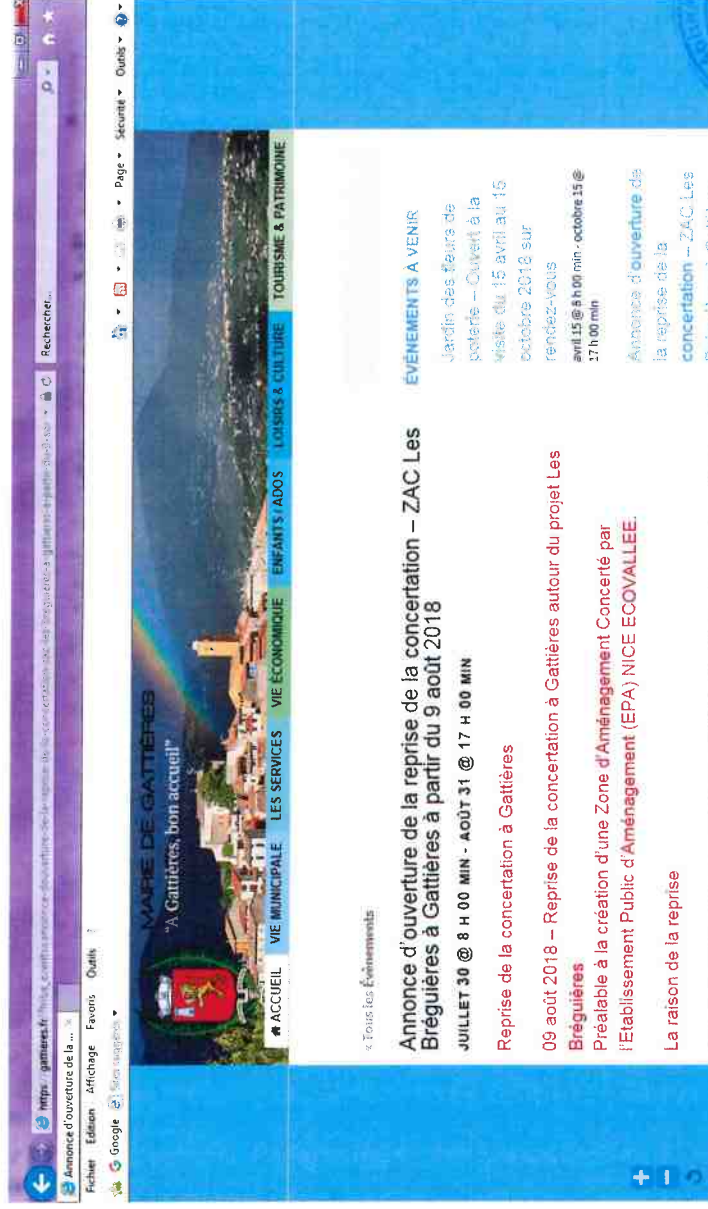 https://gattieres.fr
Rechercher...
Annonce d'ouverture de la ...
Fichier Edition Affichage Favoris Outils ?
Google Sites suggérés
Page Sécurité Outils
MAIRIE DE GATTIÈRES
"A Gattières, bon accueil"
ACCUEIL VIE MUNICIPALE LES SERVICES VIE ÉCONOMIQUE ENFANTS / ADOS LOISIRS & CULTURE TOURISME & PATRIMOINE
« Tous les Évènements
Annonce d'ouverture de la reprise de la concertation – ZAC Les
Bréguières à Gattières à partir du 9 août 2018
JUILLET 30 @ 8 H 00 MIN - AOÛT 31 @ 17 H 00 MIN
Reprise de la concertation à Gattières
09 août 2018 – Reprise de la concertation à Gattières autour du projet Les
Bréguières
Préalable à la création d'une Zone d'Aménagement Concerté par
l'Etablissement Public d'Aménagement (EPA) NICE ECOVALLEE.
La raison de la reprise
ÉVÈNEMENTS À VENIR
Jardin des fleurs de
poterie – Ouvert à la
visite du 15 avril au 15
octobre 2018 sur
rendez-vous
avril 15 @ 8 h 00 min - octobre 15 @
17 h 00 min
Annonce d'ouverture de
la reprise de la
concertation – ZAC Les